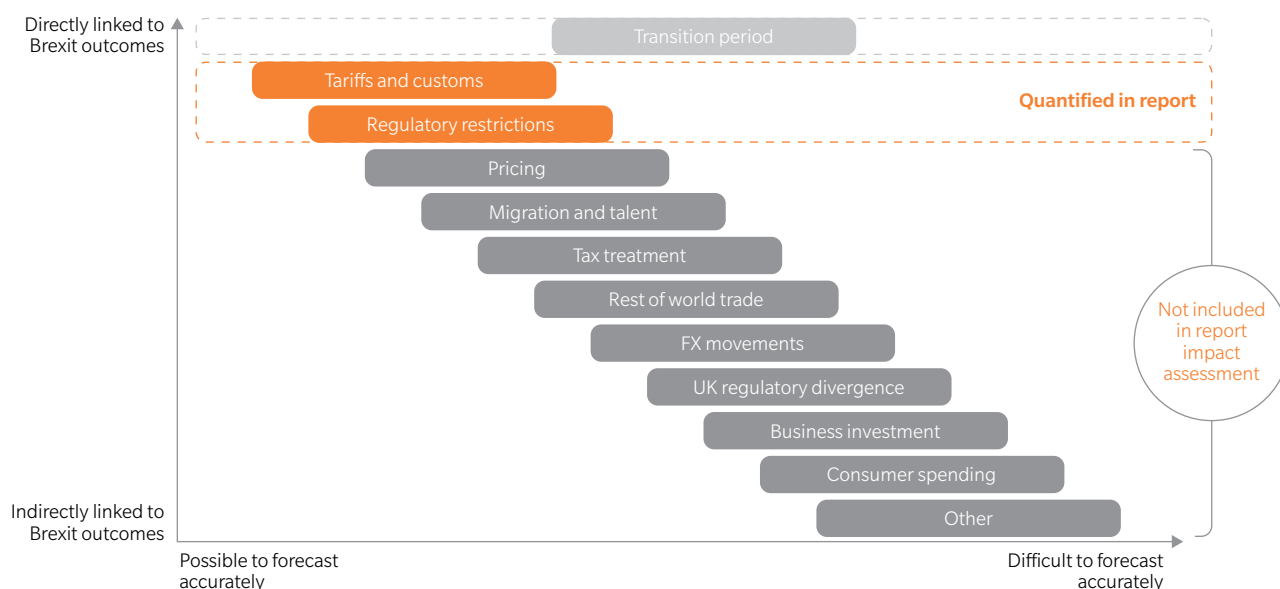 Directly linked to
Brexit outcomes
Transition period
Tariffs and customs
Quantified in report
Regulatory restrictions
Pricing
Migration and talent
Tax treatment
Rest of world trade
FX movements
UK regulatory divergence
Business investment
Consumer spending
Other
Not included
in report
impact
assessment
Indirectly linked to
Brexit outcomes
Possible to forecast
accurately
Difficult to forecast
accurately